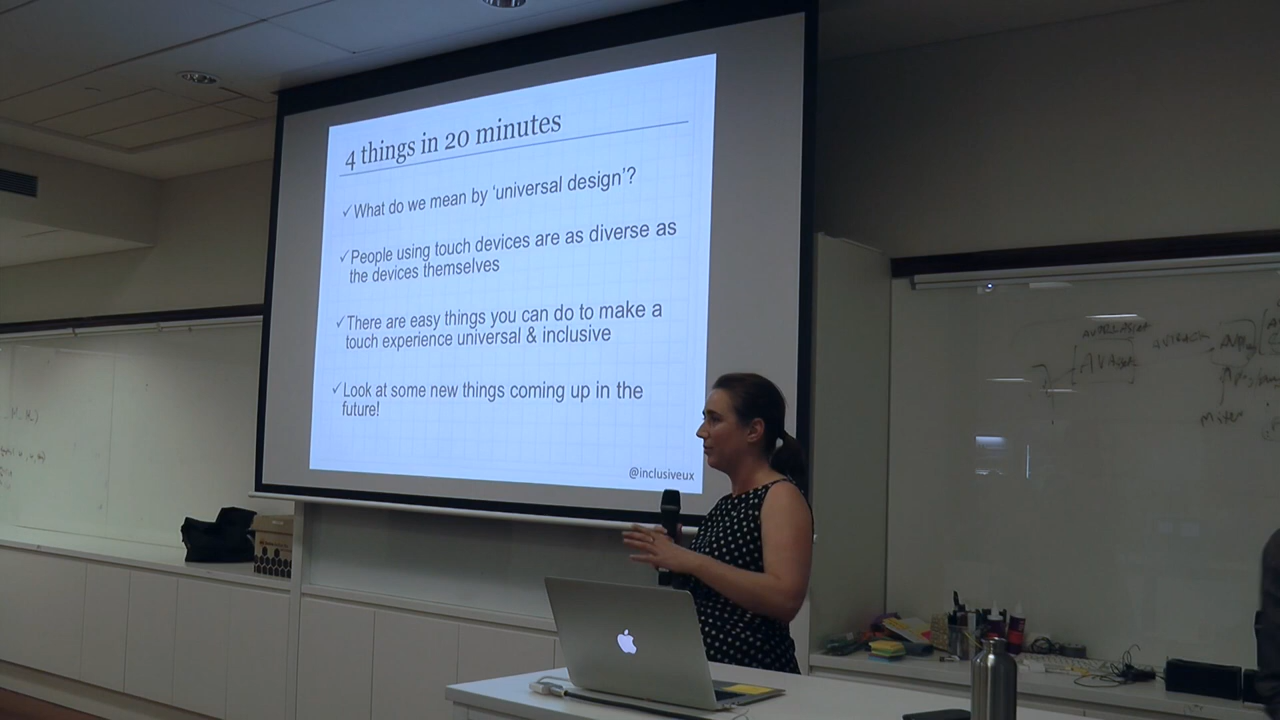 4 things in 20 minutes
✓What do we mean by ‘universal design’?
✓People using touch devices are as diverse as
the devices themselves
✓There are easy things you can do to make a
touch experience universal & inclusive
✓Look at some new things coming up in the
future!
@inclusiveux
AVAsset